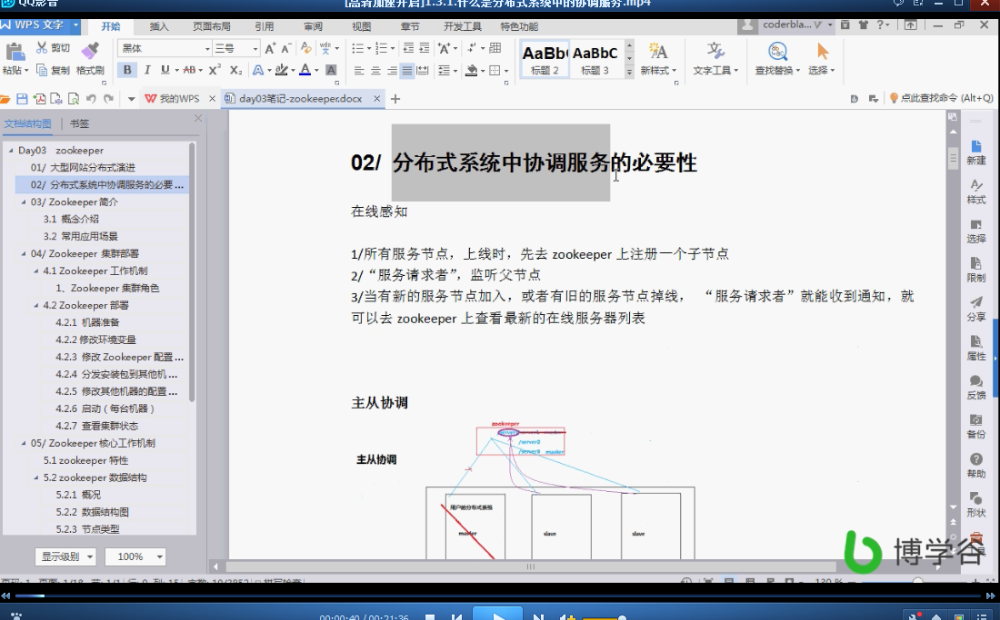 QQ影音
[高清加速开启]1.3.1.什么是分布式系统中的协调服务.mp4
WPS 文字
开始 插入 页面布局 引用 审阅 视图 章节 开发工具 特色功能
coderbla...
剪切 黑体 三号
AaBb AaBbC
粘贴 复制 格式刷
标题 2 标题 3 新样式 文字工具 查找替换 选择
我的WPS day03笔记-zookeeper.docx 点此查找命令 (Alt+Q)
文档结构图 书签
Day03 zookeeper
01/ 大型网站分布式演进
02/ 分布式系统中协调服务的必要 ...
03/ Zookeeper 简介
3.1 概念介绍
3.2 常用应用场景
04/ Zookeeper 集群部署
4.1 Zookeeper 工作机制
1、Zookeeper 集群角色
4.2 Zookeeper 部署
4.2.1 机器准备
4.2.2 修改环境变量
4.2.3 修改 Zookeeper 配置 ...
4.2.4 分发安装包到其他机 ...
4.2.5 修改其他机器的配置 ...
4.2.6 启动（每台机器）
4.2.7 查看集群状态
05/ Zookeeper 核心工作机制
5.1 zookeeper 特性
5.2 zookeeper 数据结构
5.2.1 概况
5.2.2 数据结构图
5.2.3 节点类型
显示级别 100%
02/ 分布式系统中协调服务的必要性
在线感知
1/所有服务节点，上线时，先去 zookeeper 上注册一个子节点
2/“服务请求者”，监听父节点
3/当有新的服务节点加入，或者有旧的服务节点掉线， “服务请求者”就能收到通知，就
可以去 zookeeper 上查看最新的在线服务器列表
主从协调
zookeeper
/server2
/server3 master
主从协调
用户的分布式系统
master slave slave
新建
样式
选择
限制
分享
属性
反馈
备份
帮助
形状
博学谷
130 %
00:00:40 / 00:21:36